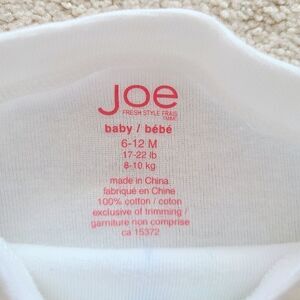 Joe
FRESH STYLE FRAIS
baby / bébé
6-12 M
17-22 lb
8-10 kg
made in China
fabriqué en Chine
100% cotton / coton
exclusive of trimming /
garniture non comprise
ca 15372